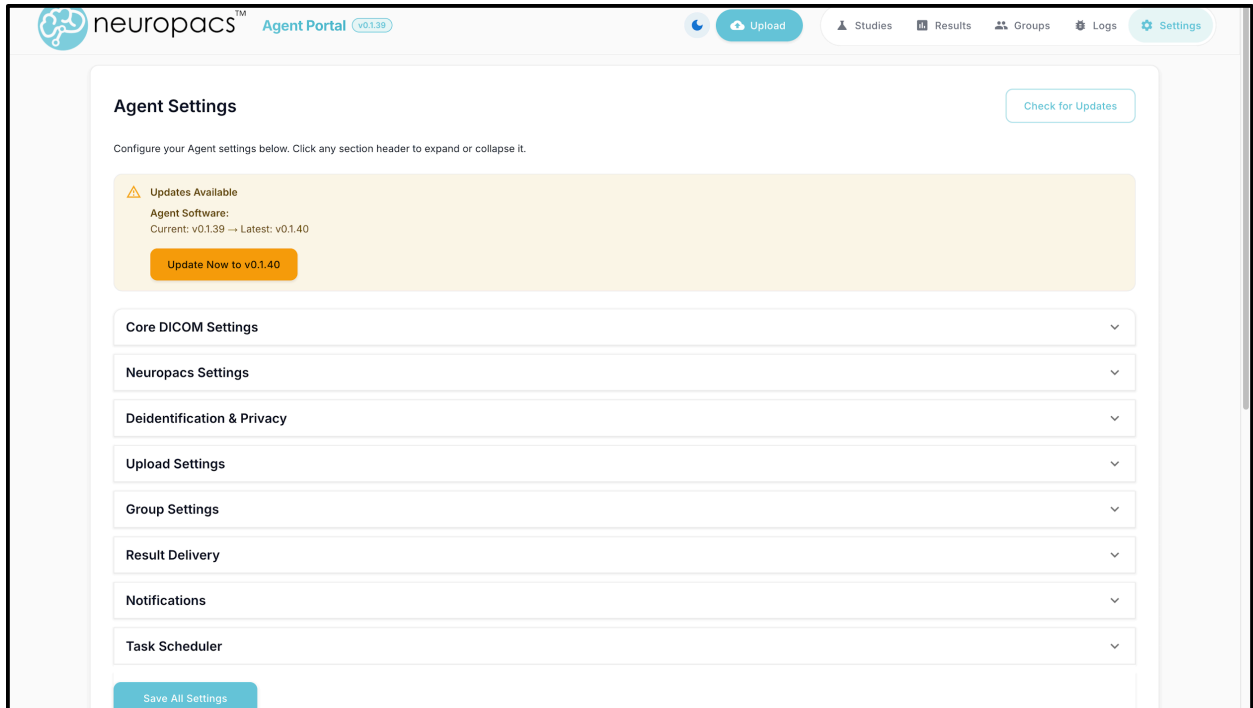 neuropacs™
Agent Portal v0.1.39
Upload
Studies
Results
Groups
Logs
Settings
Agent Settings
Check for Updates
Configure your Agent settings below. Click any section header to expand or collapse it.
Updates Available
Agent Software:
Current: v0.1.39 → Latest: v0.1.40
Update Now to v0.1.40
Core DICOM Settings
Neuropacs Settings
Deidentification & Privacy
Upload Settings
Group Settings
Result Delivery
Notifications
Task Scheduler
Save All Settings